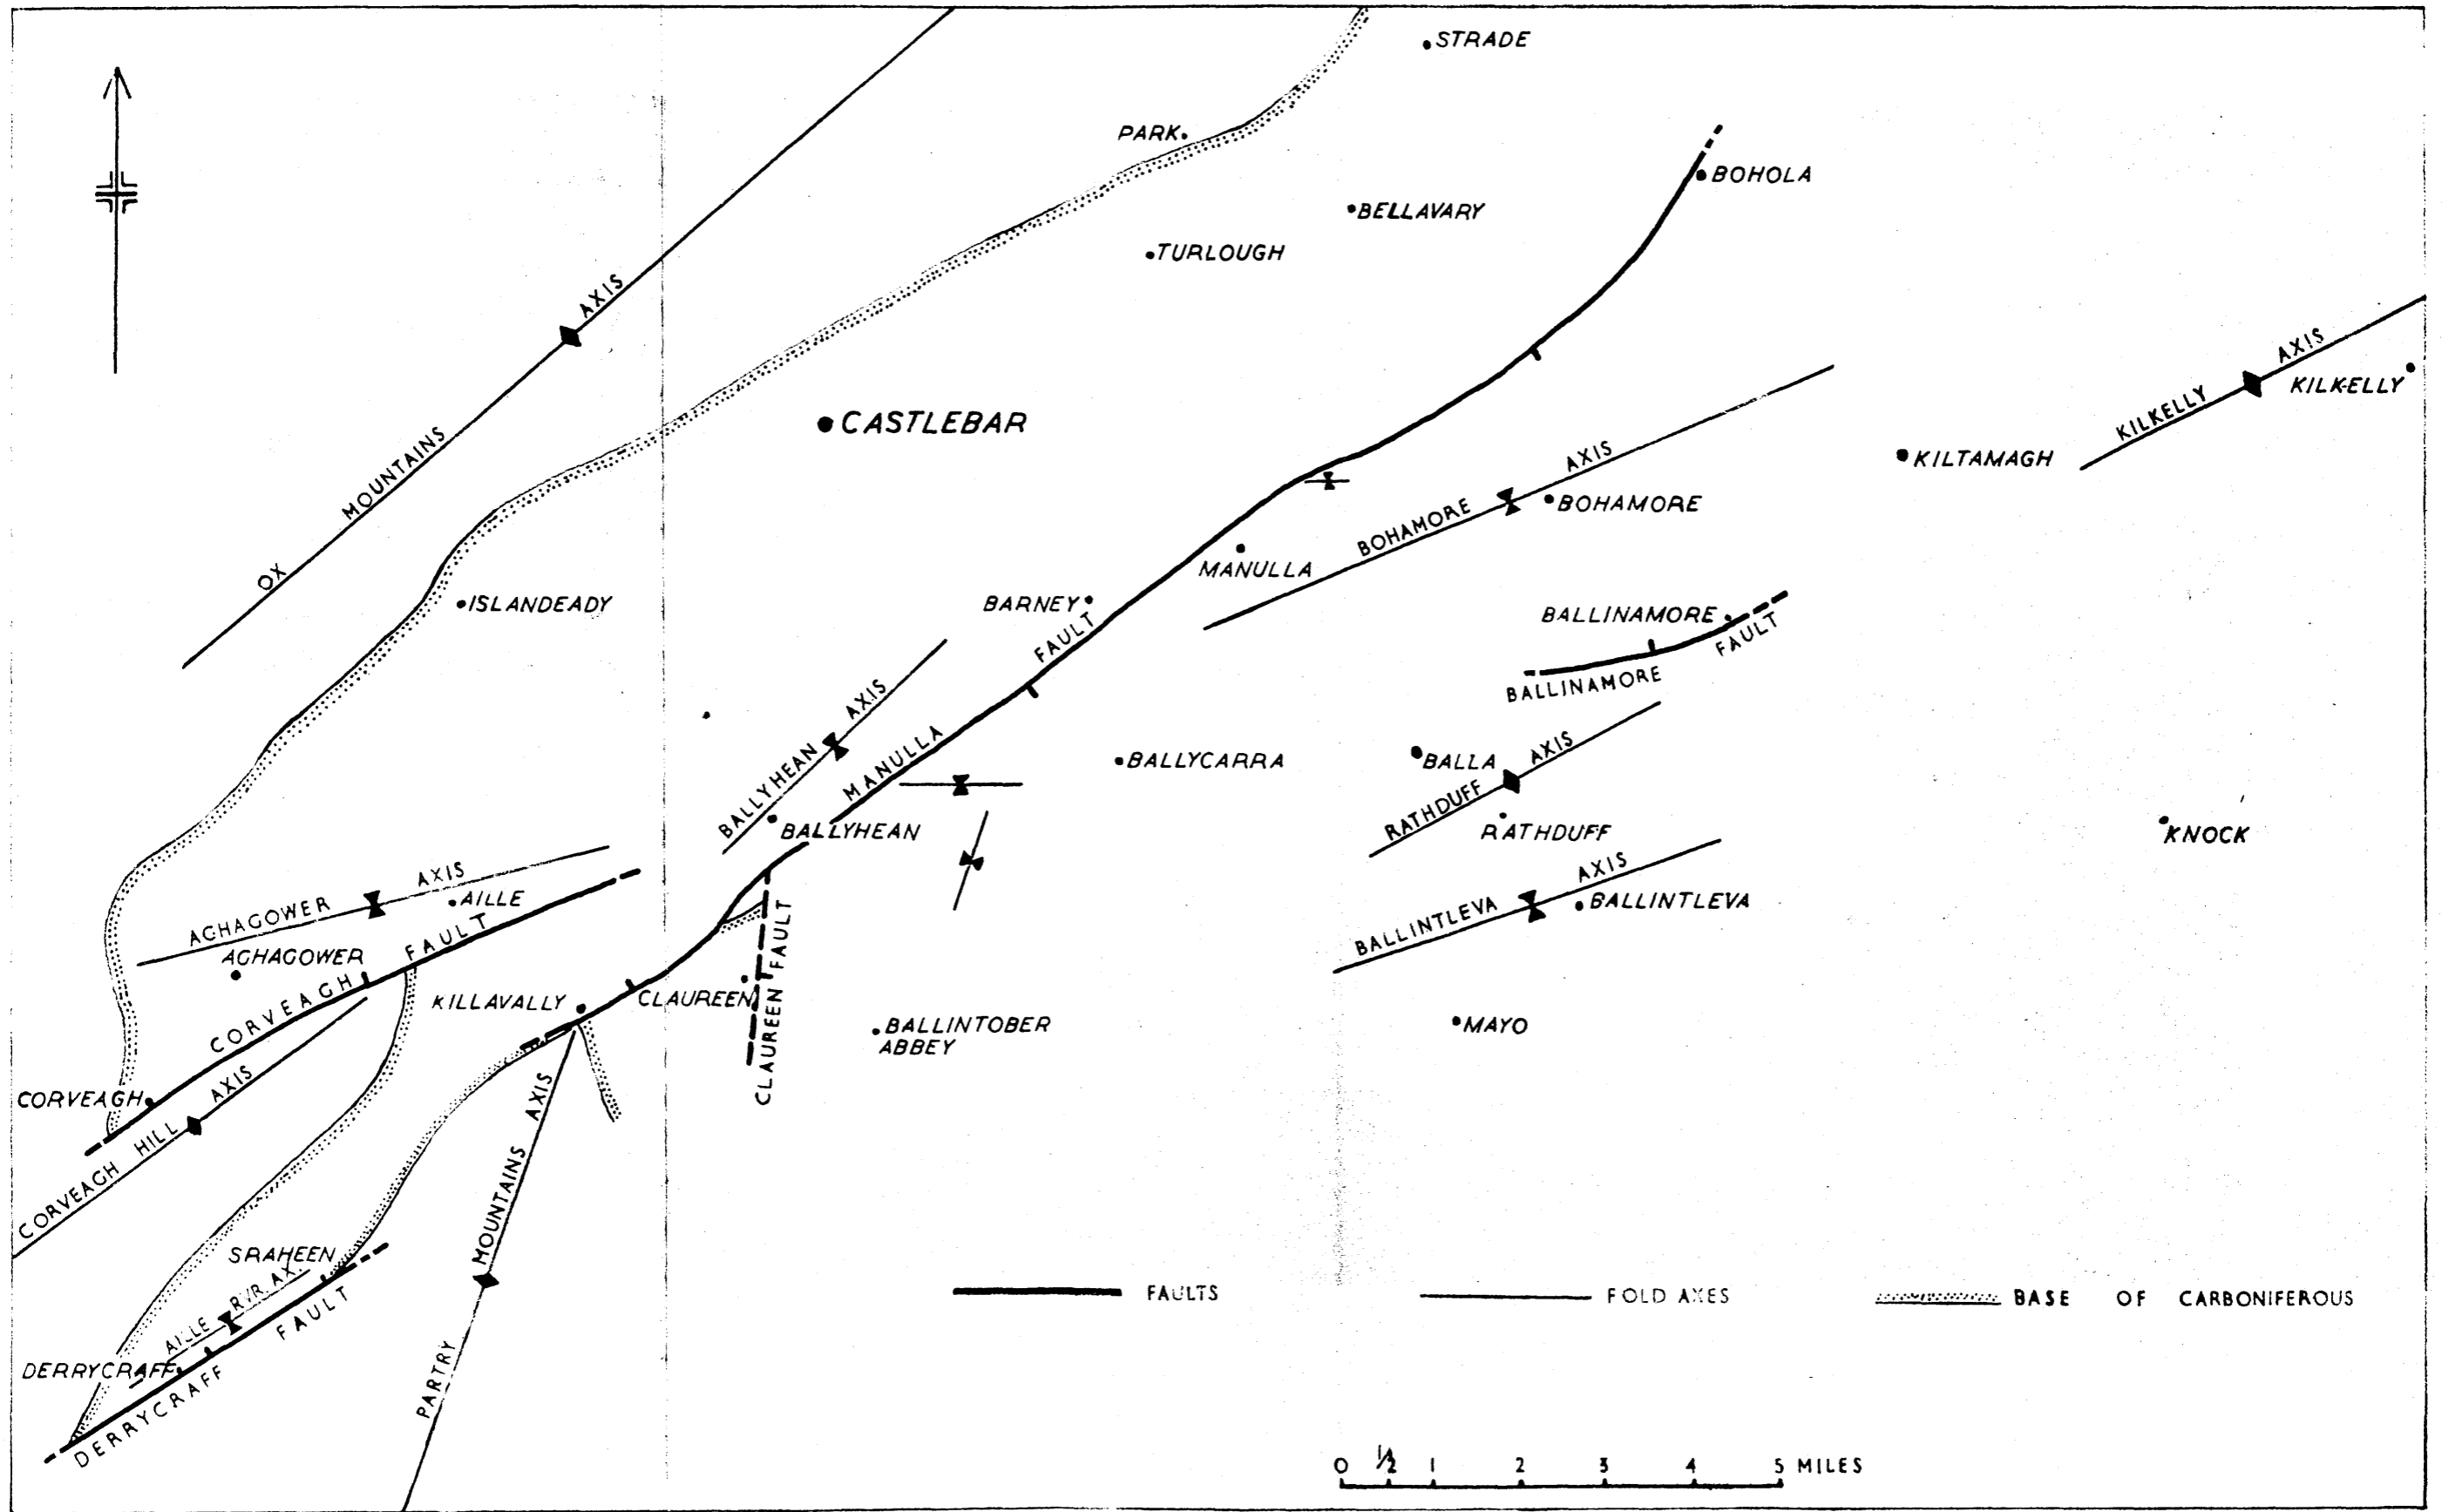 STRADE
PARK
BOHOLA
BELLAVARY
TURLOUGH
OX MOUNTAINS AXIS
KILKELLY AXIS
KILKELLY
CASTLEBAR
KILTAMAGH
BOHAMORE AXIS
BOHAMORE
MANULLA
ISLANDEADY
BARNEY
BALLINAMORE
BALLINAMORE FAULT
MANULLA FAULT
BALLYHEAN AXIS
BALLYCARRA
BALLA
RATHDUFF AXIS
RATHDUFF
BALLYHEAN
KNOCK
AGHAGOWER AXIS
AILLE
BALLINTLEVA AXIS
BALLINTLEVA
AGHAGOWER
CORVEAGH FAULT
KILLAVALLY
CLAUREEN
CLAUREEN FAULT
BALLINTOBER
ABBEY
MAYO
CORVEAGH
CORVEAGH HILL AXIS
PARTRY MOUNTAINS AXIS
SRAHEEN
AILLE RVR. AX.
DERRYCRAFF
DERRYCRAFF FAULT
FAULTS
FOLD AXES
BASE OF CARBONIFEROUS
0 1/2 1 2 3 4 5 MILES